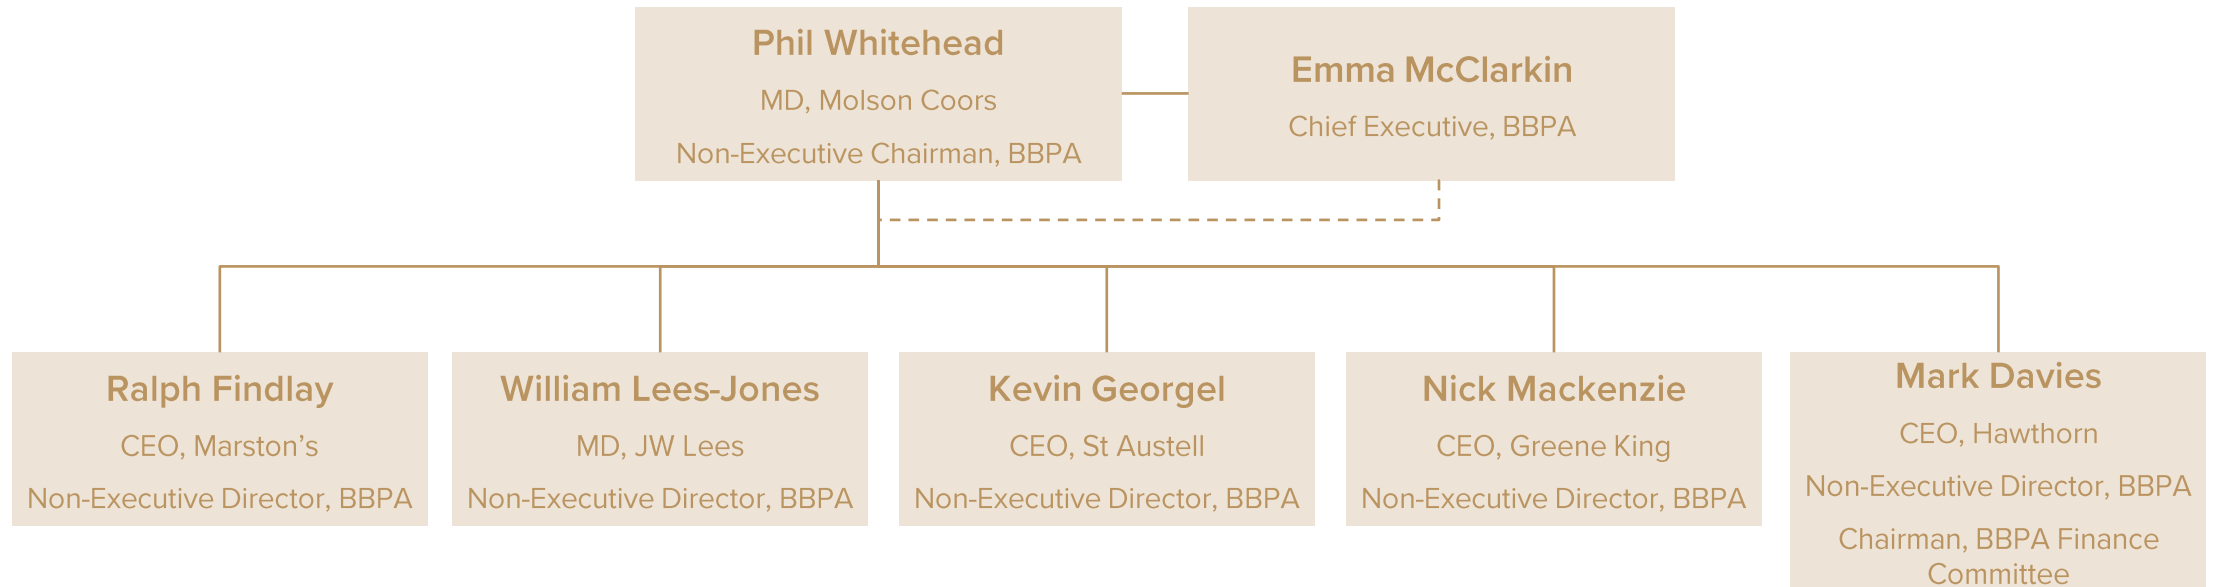 Phil Whitehead
MD, Molson Coors
Non-Executive Chairman, BBPA
Emma McClarkin
Chief Executive, BBPA
Ralph Findlay
CEO, Marston’s
Non-Executive Director, BBPA
William Lees-Jones
MD, JW Lees
Non-Executive Director, BBPA
Kevin Georgel
CEO, St Austell
Non-Executive Director, BBPA
Nick Mackenzie
CEO, Greene King
Non-Executive Director, BBPA
Mark Davies
CEO, Hawthorn
Non-Executive Director, BBPA
Chairman, BBPA Finance
Committee